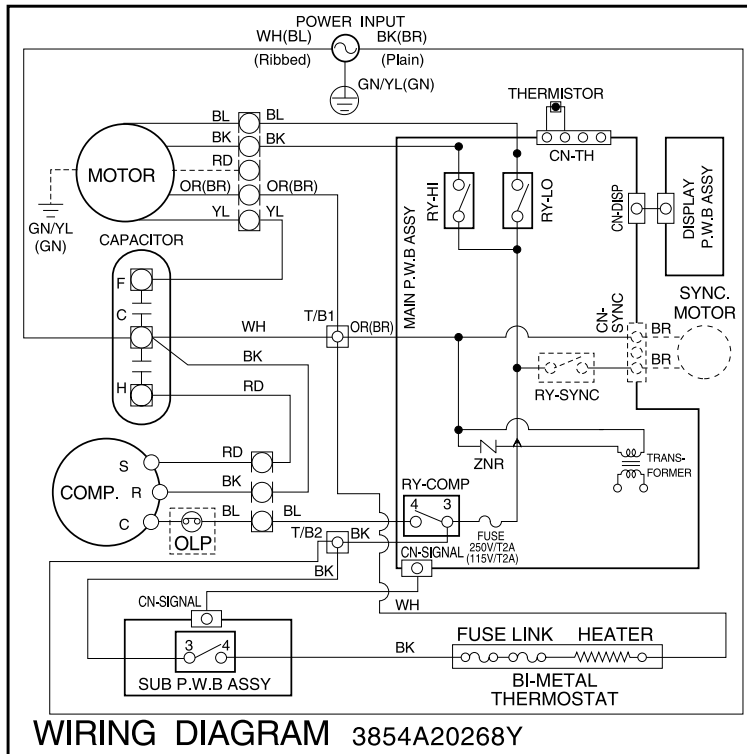 POWER INPUT
WH(BL)
BK(BR)
(Ribbed)
(Plain)
GN/YL(GN)
THERMISTOR
CN-TH
BL
BL
BK
BK
RD
MOTOR
OR(BR)
OR(BR)
YL
YL
GN/YL
(GN)
RY-HI
RY-LO
CN-DISP
DISPLAY
P.W.B ASSY
MAIN P.W.B ASSY
CAPACITOR
F
C
H
WH
T/B1
OR(BR)
CN-
SYNC
SYNC.
MOTOR
BR
BR
BK
RD
RY-SYNC
ZNR
TRANS-
FORMER
COMP.
S
R
C
RD
BK
BL
BL
OLP
RY-COMP
4 3
FUSE
250V/T2A
(115V/T2A)
T/B2
BK
BK
CN-SIGNAL
CN-SIGNAL
WH
3 4
SUB P.W.B ASSY
BK
FUSE LINK
HEATER
BI-METAL
THERMOSTAT
WIRING DIAGRAM 3854A20268Y